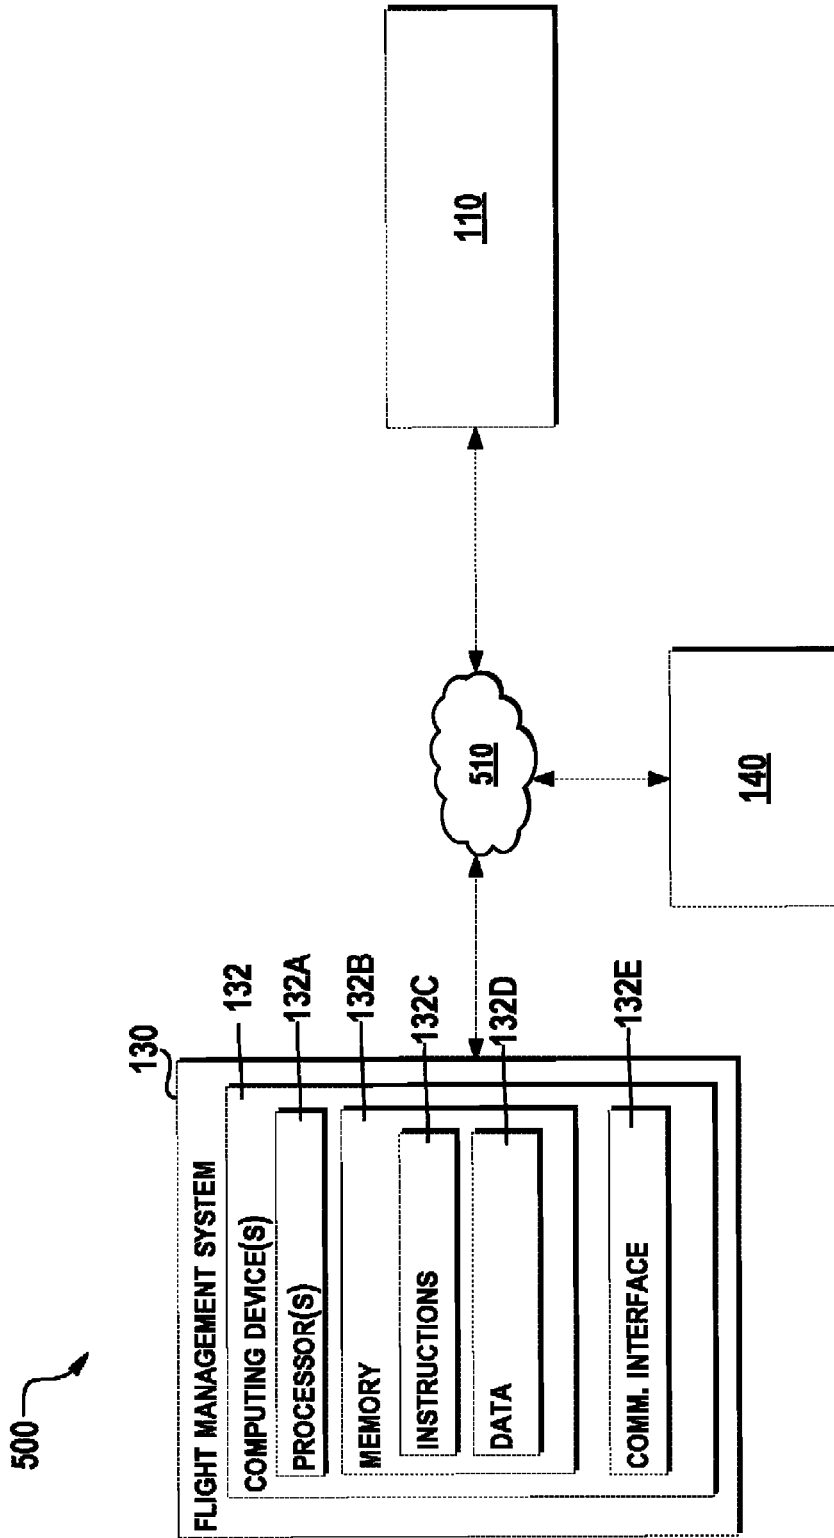 500
130
FLIGHT MANAGEMENT SYSTEM
132
COMPUTING DEVICE(S)
132A
PROCESSOR(S)
132B
MEMORY
132C
INSTRUCTIONS
132D
DATA
132E
COMM. INTERFACE
510
140
110